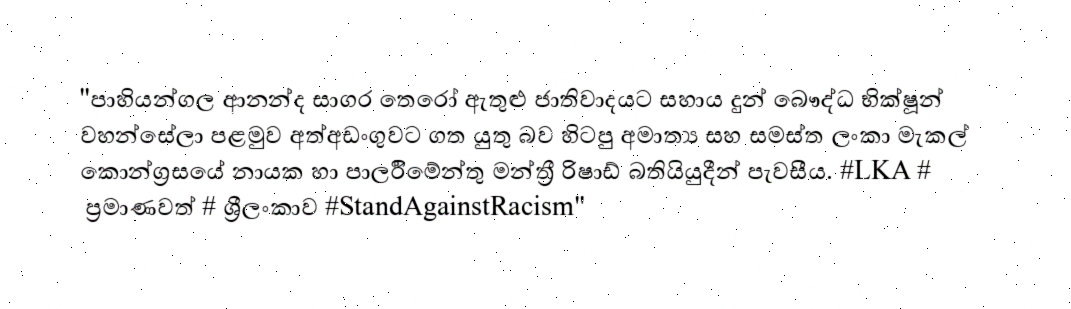 "පාහියන්ගල ආනන්ද සාගර තෙරෝ ඇතුළු ජාතිවාදයට සහාය දුන් බෞද්ධ භික්ෂූන්
වහන්සේලා පළමුව අත්අඩංගුවට ගත යුතු බව හිටපු අමාත්‍ය සහ සමස්ත ලංකා මැකල්
කොන්ග්‍රසයේ නායක හා පාර්ලිමේන්තු මන්ත්‍රී රිෂාඩ් බතියියුදීන් පැවසීය. #LKA #
ප්‍රමාණවත් # ශ්‍රීලංකාව #StandAgainstRacism"